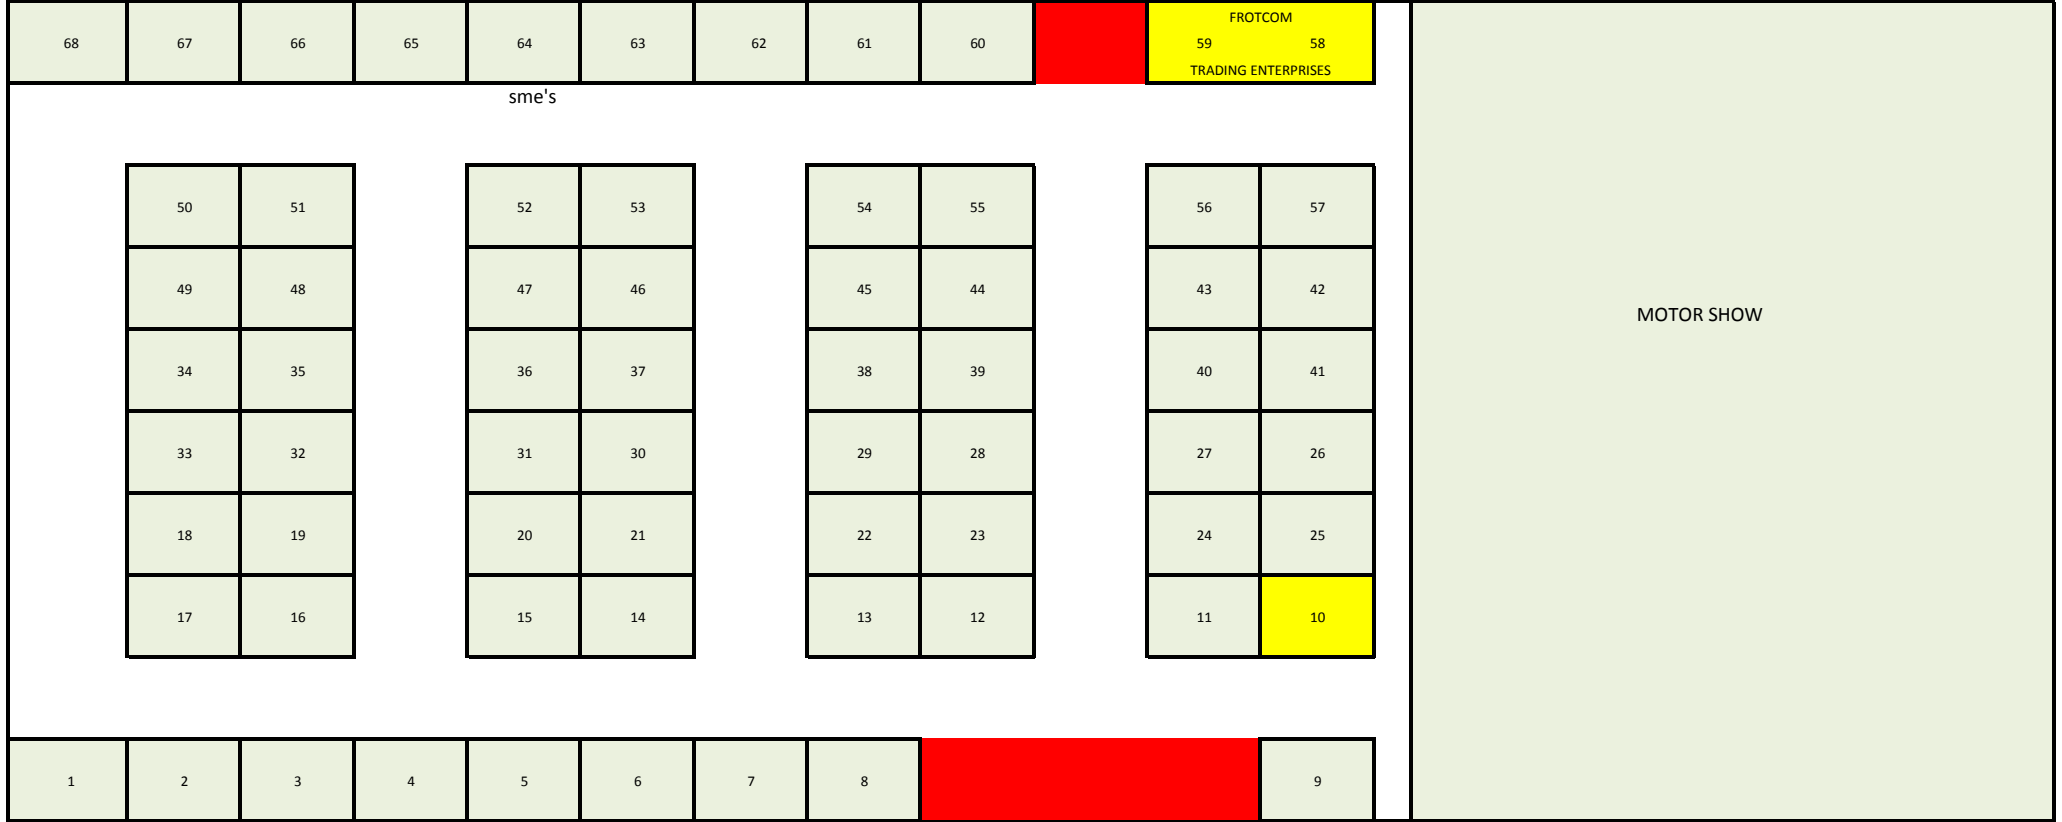 FROTCOM
68 67 66 65 64 63 62 61 60 59 58
TRADING ENTERPRISES
sme's
50 51 52 53 54 55 56 57
49 48 47 46 45 44 43 42
MOTOR SHOW
34 35 36 37 38 39 40 41
33 32 31 30 29 28 27 26
18 19 20 21 22 23 24 25
17 16 15 14 13 12 11 10
1 2 3 4 5 6 7 8 9